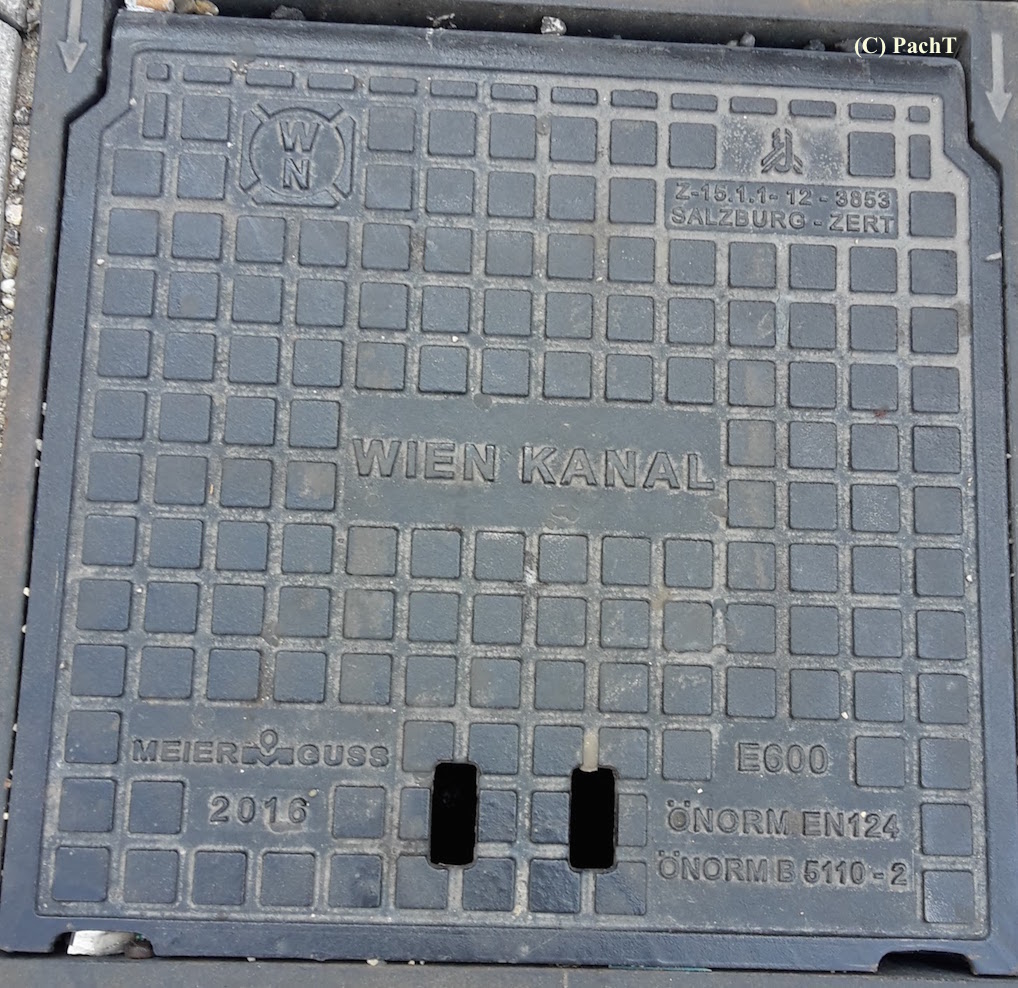 (C) PachT
W
N
Z-15.1.1-12-3853
SALZBURG - ZERT
WIEN KANAL
MEIER GUSS
2016
E600
ÖNORM EN124
ÖNORM B 5110-2